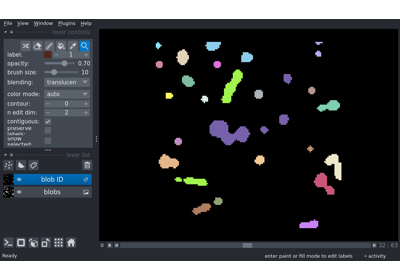 File View Window Plugins Help
layer controls
label: 1
opacity: 0.70
brush size: 10
blending: translucen
color mode: auto
contour: 0
n edit dim: 2
contiguous:
preserve
labels:
show
selected:
layer list
blob ID
blobs
0 32 63
Ready enter paint or fill mode to edit labels activity